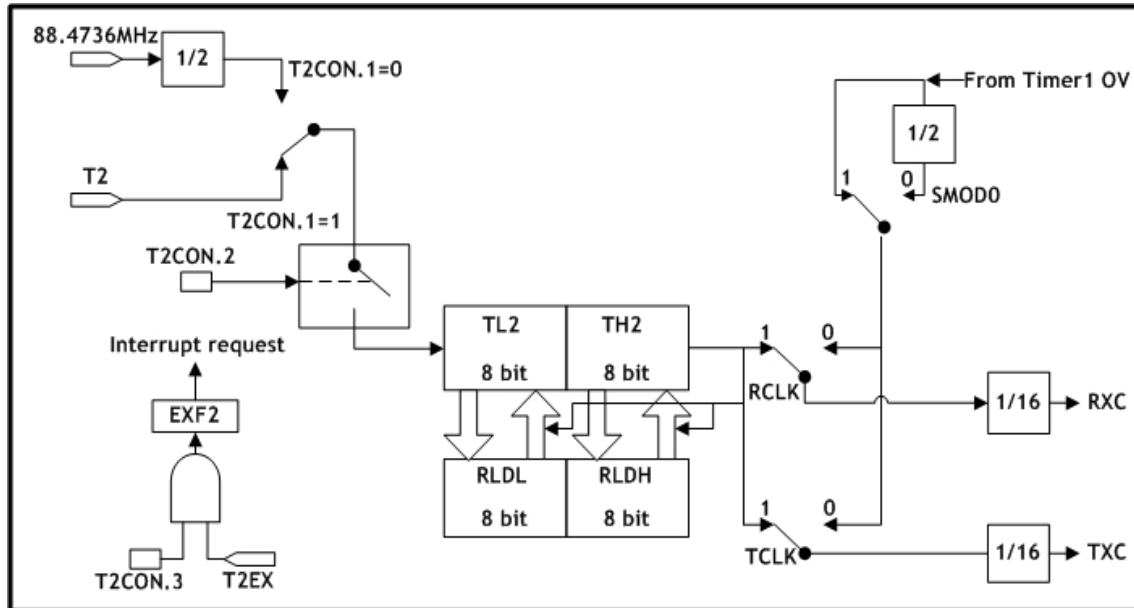 88.4736MHz
1/2
T2CON.1=0
From Timer1 OV
1/2
T2
1
0
SMOD0
T2CON.1=1
T2CON.2
TL2
TH2
1
0
Interrupt request
8 bit
8 bit
RCLK
1/16
RXC
EXF2
RLDL
RLDH
8 bit
8 bit
1
0
TCLK
1/16
TXC
T2CON.3
T2EX